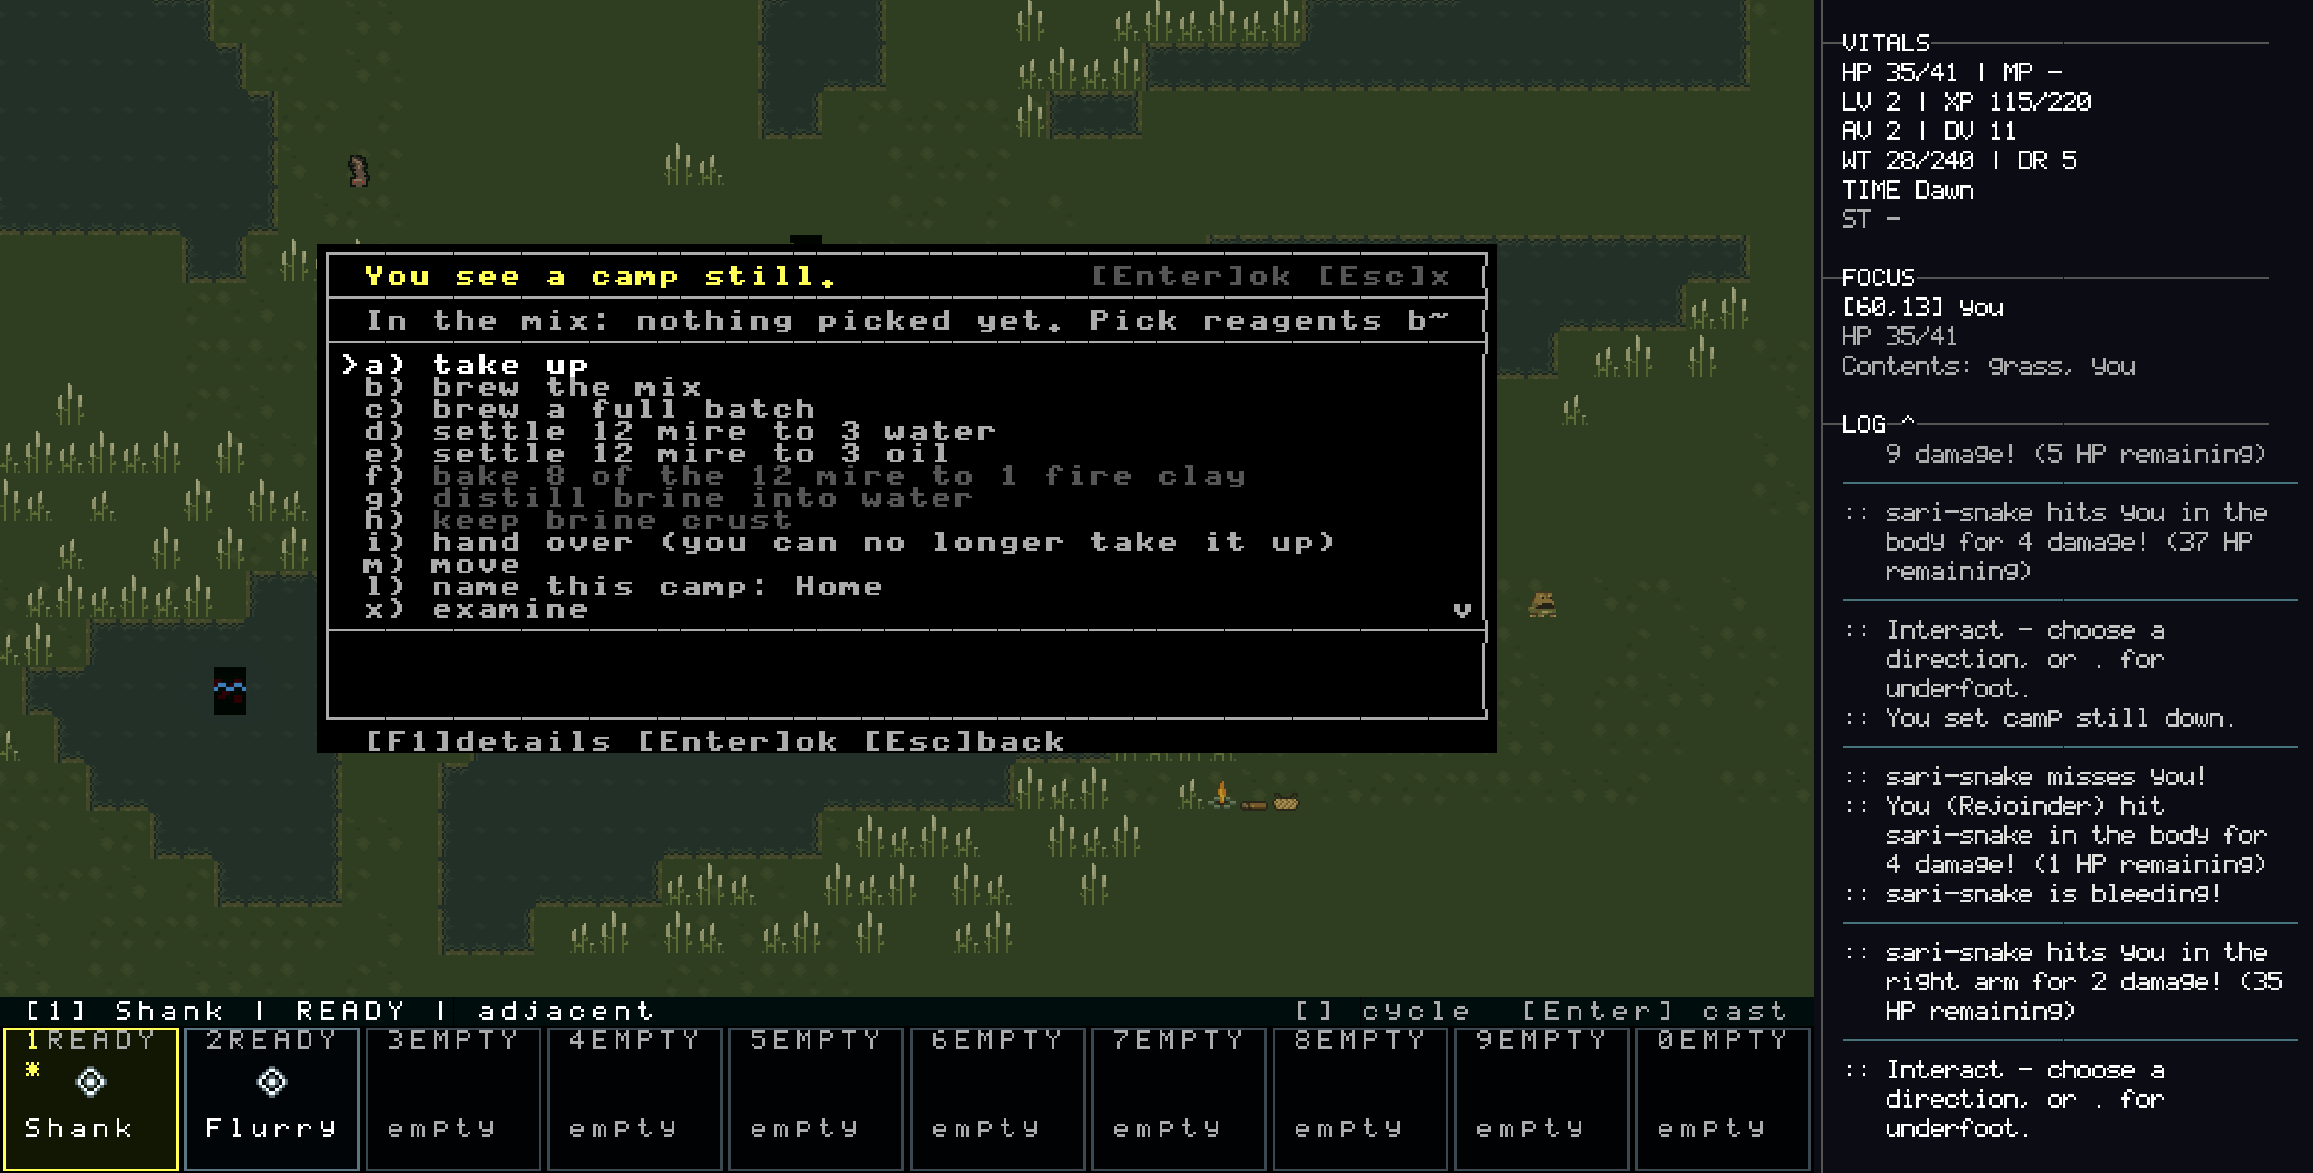 You see a camp still. [Enter]ok [Esc]x
In the mix: nothing picked yet. Pick reagents b~
>a) take up
b) brew the mix
c) brew a full batch
d) settle 12 mire to 3 water
e) settle 12 mire to 3 oil
f) bake 8 of the 12 mire to 1 fire clay
g) distill brine into water
h) keep brine crust
i) hand over (you can no longer take it up)
m) move
l) name this camp: Home
x) examine v
[F1]details [Enter]ok [Esc]back
[1] Shank | READY | adjacent [] cycle [Enter] cast
1READY 2READY 3EMPTY 4EMPTY 5EMPTY 6EMPTY 7EMPTY 8EMPTY 9EMPTY 0EMPTY
*
Shank Flurry empty empty empty empty empty empty empty empty
VITALS
HP 35/41 | MP -
LV 2 | XP 115/220
AV 2 | DV 11
WT 28/240 | DR 5
TIME Dawn
ST -
FOCUS
[60,13] You
HP 35/41
Contents: grass, You
LOG ^
9 damage! (5 HP remaining)
:: sari-snake hits you in the
body for 4 damage! (37 HP
remaining)
:: Interact - choose a
direction, or . for
underfoot.
:: You set camp still down.
:: sari-snake misses you!
:: You (Rejoinder) hit
sari-snake in the body for
4 damage! (1 HP remaining)
:: sari-snake is bleeding!
:: sari-snake hits you in the
right arm for 2 damage! (35
HP remaining)
:: Interact - choose a
direction, or . for
underfoot.